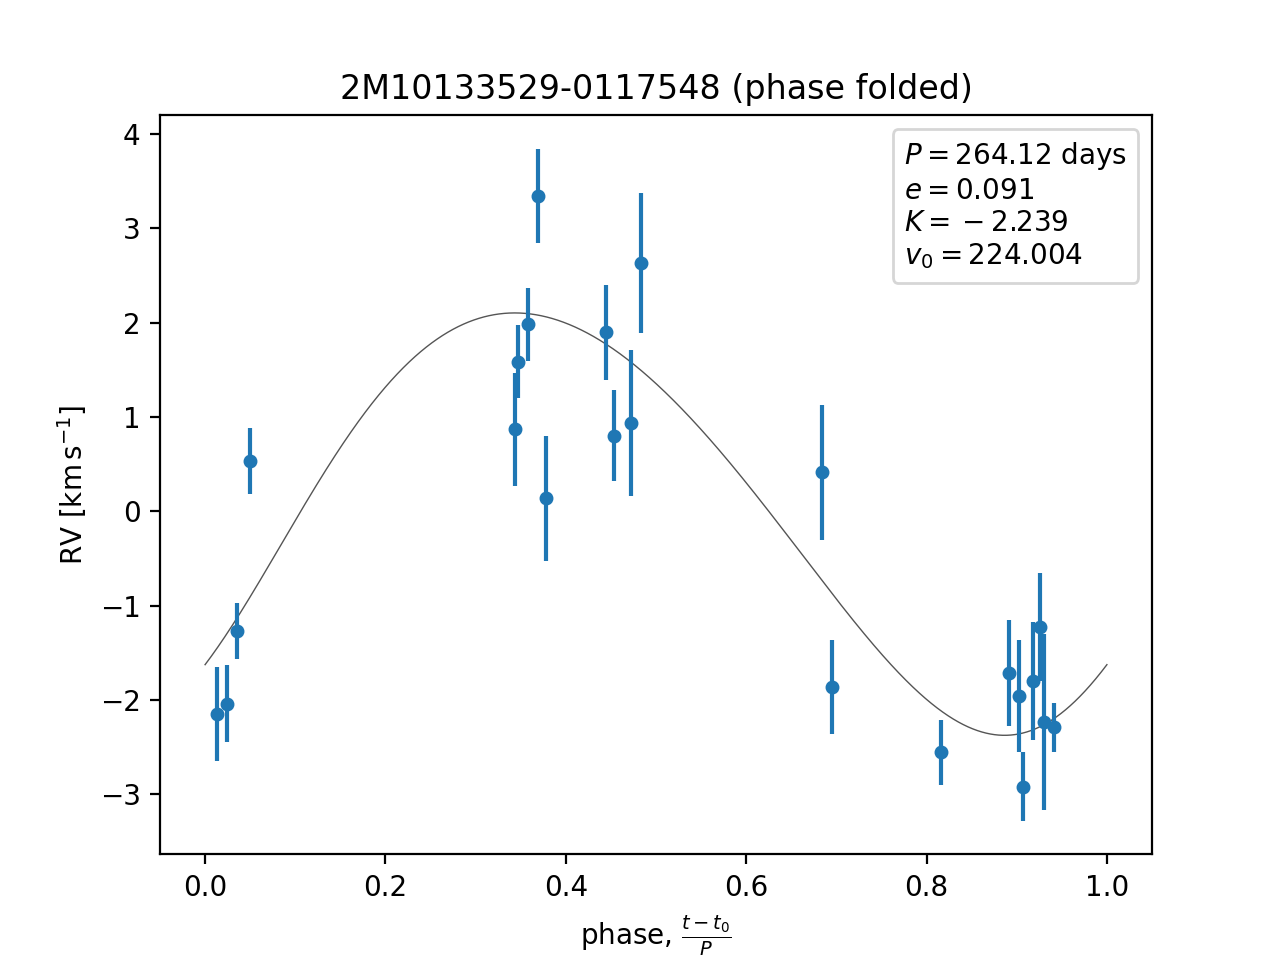 2M10133529-0117548 (phase folded)
P = 264.12 days
e = 0.091
K = −2.239
v₀ = 224.004
4
3
2
1
0
−1
−2
−3
RV [km s⁻¹]
0.0 0.2 0.4 0.6 0.8 1.0
phase, (t − t₀)/P